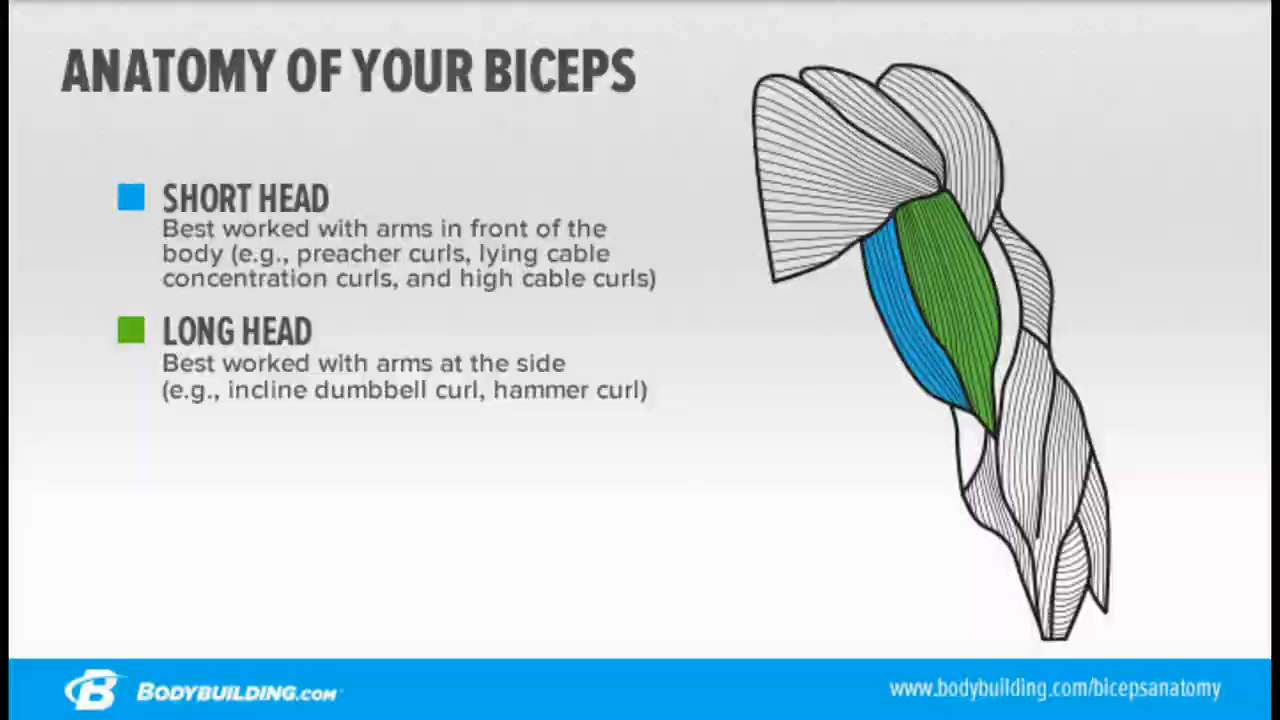 ANATOMY OF YOUR BICEPS
SHORT HEAD
Best worked with arms in front of the
body (e.g., preacher curls, lying cable
concentration curls, and high cable curls)
LONG HEAD
Best worked with arms at the side
(e.g., incline dumbbell curl, hammer curl)
B BODYBUILDING.COM
www.bodybuilding.com/bicepsanatomy